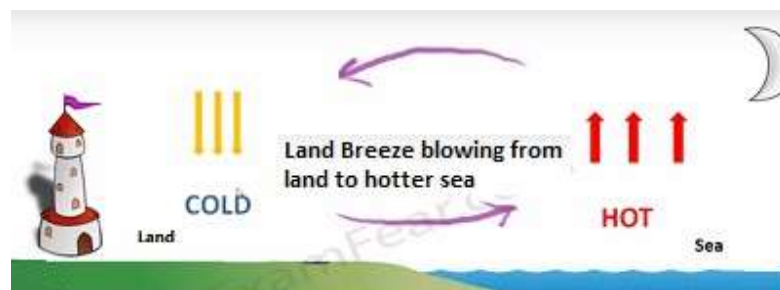 Land Breeze blowing from
land to hotter sea
COLD
HOT
Land
Sea